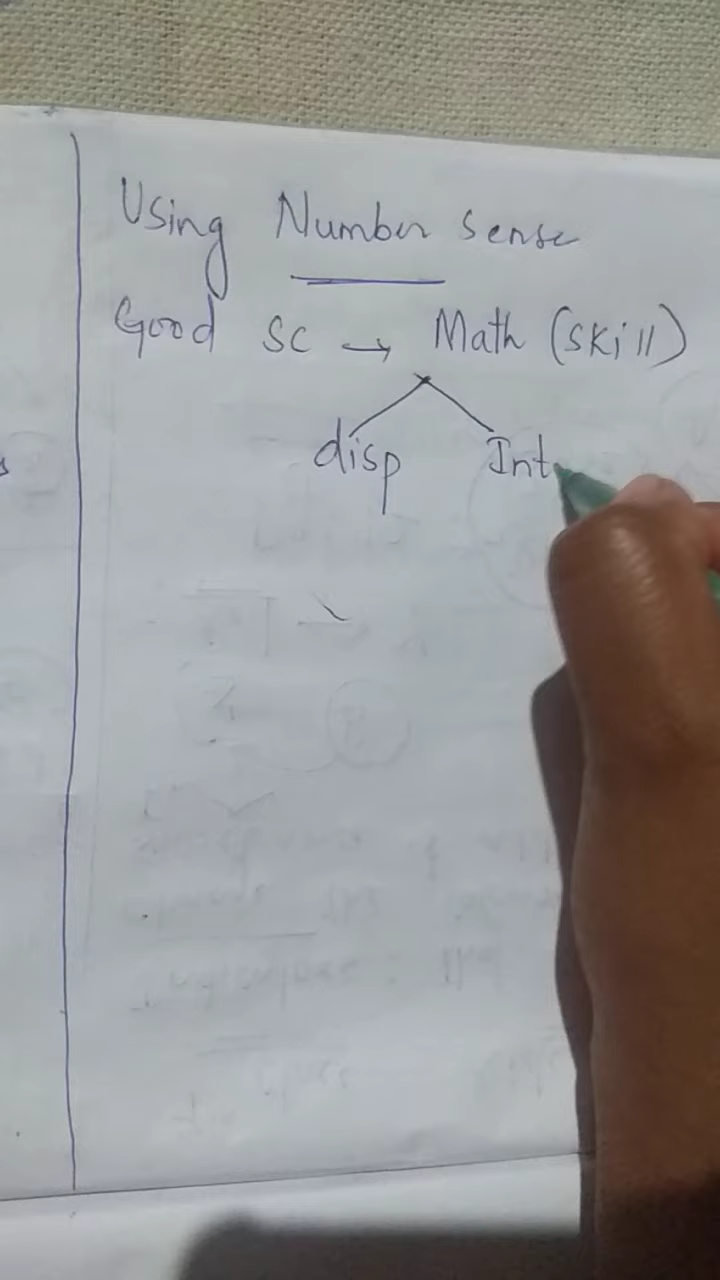 Using Number Sense
Good SC → Math (Skill)
disp Int